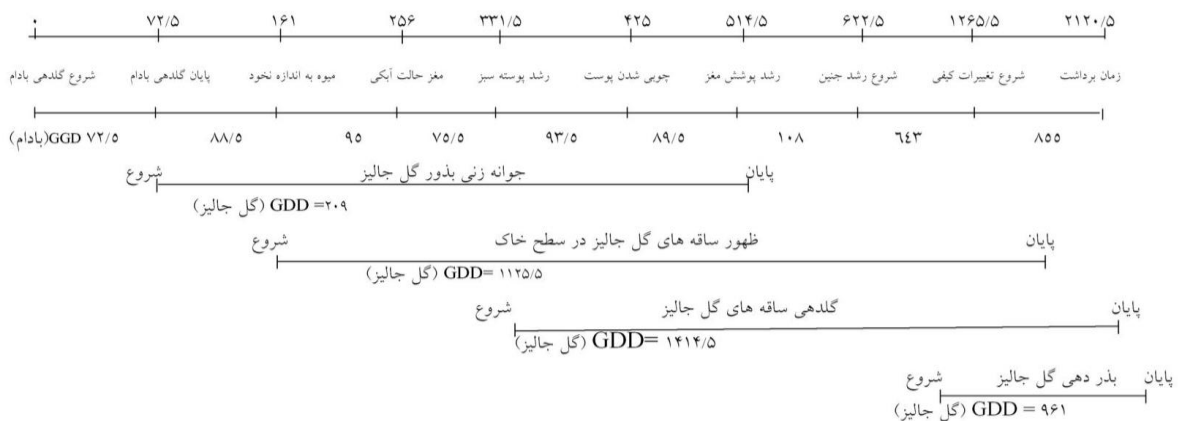 ۰ ۷۲/۵ ۱۶۱ ۲۵۶ ۳۳۱/۵ ۴۲۵ ۵۱۴/۵ ۶۲۲/۵ ۱۲۶۵/۵ ۲۱۲۰/۵
شروع گلدهی بادام پایان گلدهی بادام میوه به اندازه نخود مغز حالت آبکی رشد پوسته سبز چوبی شدن پوست رشد پوشش مغز شروع رشد جنین شروع تغییرات کیفی زمان برداشت
(بادام)GGD ۷۲/۵ ۸۸/۵ ۹۵ ۷۵/۵ ۹۳/۵ ۸۹/۵ ۱۰۸ ٦٤٣ ۸۵۵
شروع جوانه زنی بذور گل جالیز پایان
(گل جالیز) GDD =۲۰۹
شروع ظهور ساقه های گل جالیز در سطح خاک پایان
(گل جالیز) GDD= ۱۱۲۵/۵
شروع گلدهی ساقه های گل جالیز پایان
(گل جالیز) GDD= ۱۴۱۴/۵
شروع بذر دهی گل جالیز پایان
(گل جالیز) GDD = ۹۶۱